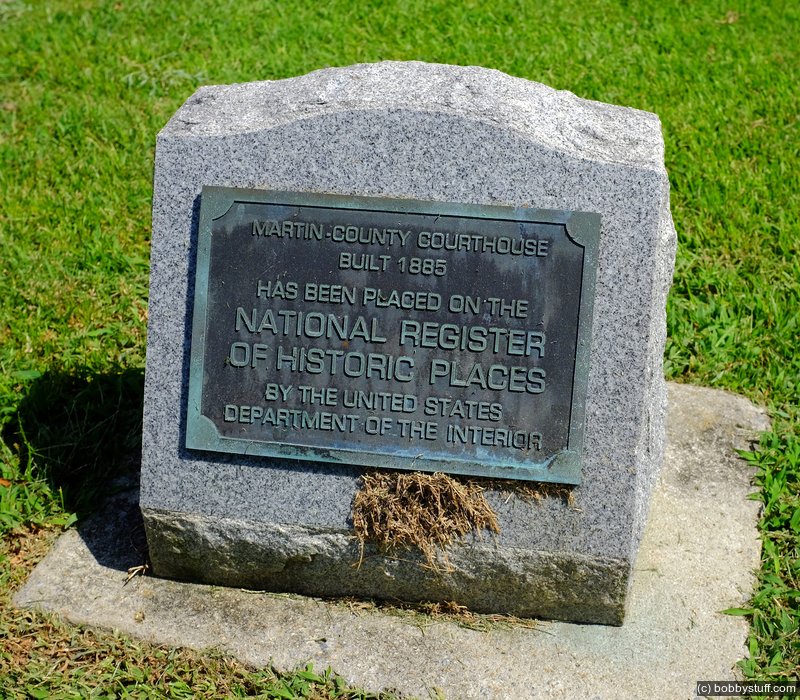 MARTIN COUNTY COURTHOUSE
BUILT 1885
HAS BEEN PLACED ON THE
NATIONAL REGISTER
OF HISTORIC PLACES
BY THE UNITED STATES
DEPARTMENT OF THE INTERIOR
(c) bobbystuff.com